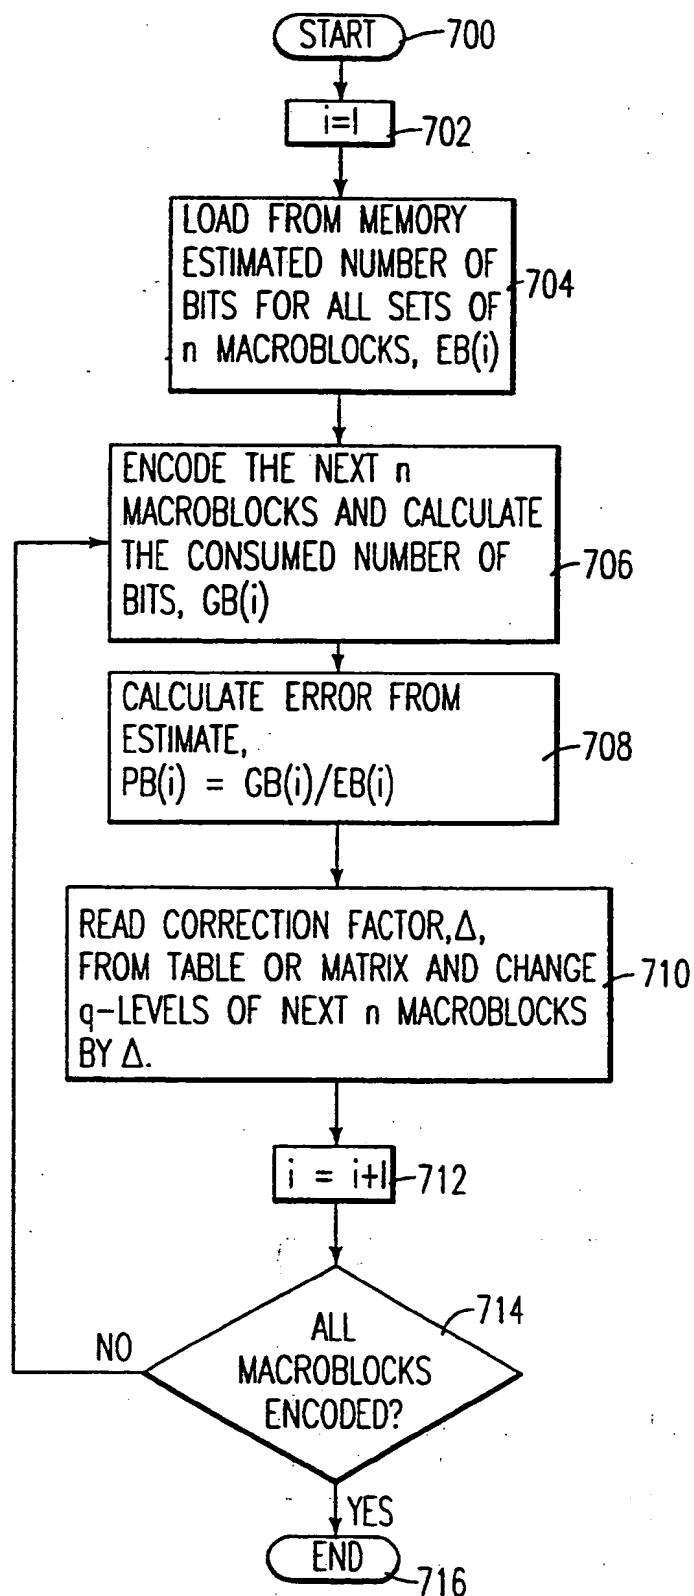 START
700
i=1
702
LOAD FROM MEMORY
ESTIMATED NUMBER OF
BITS FOR ALL SETS OF
n MACROBLOCKS, EB(i)
704
ENCODE THE NEXT n
MACROBLOCKS AND CALCULATE
THE CONSUMED NUMBER OF
BITS, GB(i)
706
CALCULATE ERROR FROM
ESTIMATE,
PB(i) = GB(i)/EB(i)
708
READ CORRECTION FACTOR,Δ,
FROM TABLE OR MATRIX AND CHANGE
q-LEVELS OF NEXT n MACROBLOCKS
BY Δ.
710
i = i+1
712
ALL
MACROBLOCKS
ENCODED?
714
NO
YES
END
716